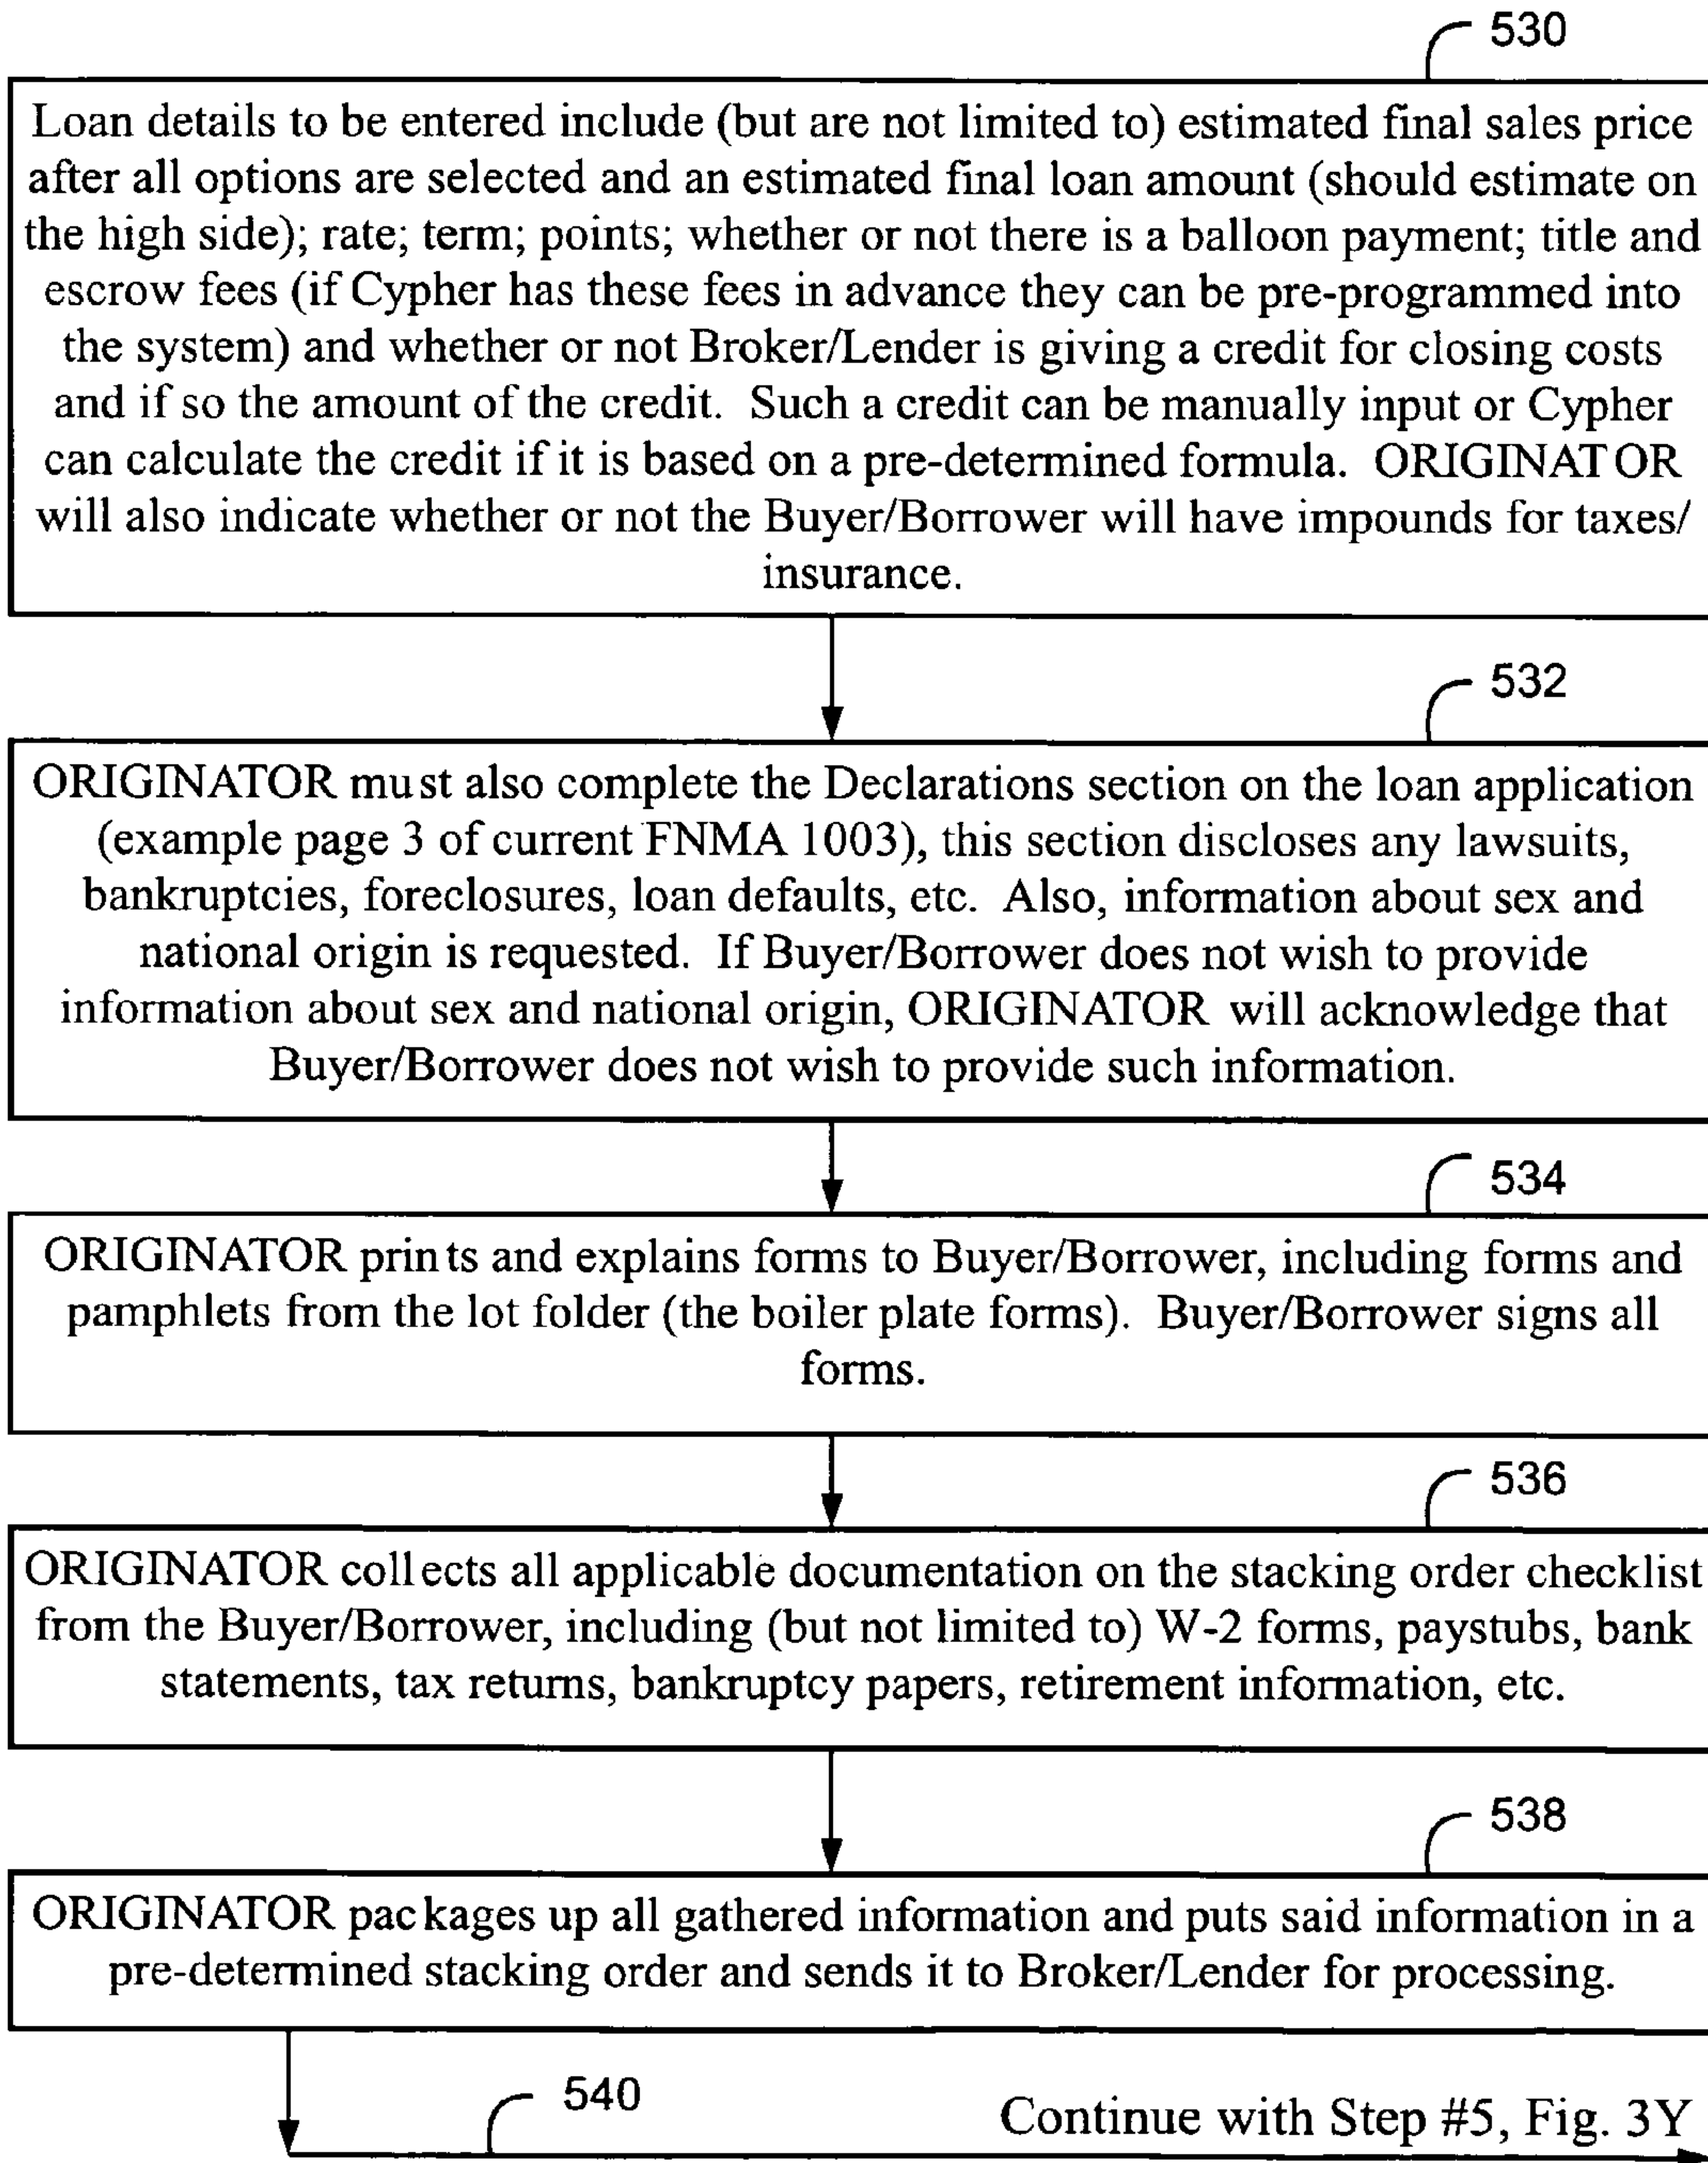 530
Loan details to be entered include (but are not limited to) estimated final sales price
after all options are selected and an estimated final loan amount (should estimate on
the high side); rate; term; points; whether or not there is a balloon payment; title and
escrow fees (if Cypher has these fees in advance they can be pre-programmed into
the system) and whether or not Broker/Lender is giving a credit for closing costs
and if so the amount of the credit. Such a credit can be manually input or Cypher
can calculate the credit if it is based on a pre-determined formula. ORIGINATOR
will also indicate whether or not the Buyer/Borrower will have impounds for taxes/
insurance.
532
ORIGINATOR must also complete the Declarations section on the loan application
(example page 3 of current FNMA 1003), this section discloses any lawsuits,
bankruptcies, foreclosures, loan defaults, etc. Also, information about sex and
national origin is requested. If Buyer/Borrower does not wish to provide
information about sex and national origin, ORIGINATOR will acknowledge that
Buyer/Borrower does not wish to provide such information.
534
ORIGINATOR prints and explains forms to Buyer/Borrower, including forms and
pamphlets from the lot folder (the boiler plate forms). Buyer/Borrower signs all
forms.
536
ORIGINATOR collects all applicable documentation on the stacking order checklist
from the Buyer/Borrower, including (but not limited to) W-2 forms, paystubs, bank
statements, tax returns, bankruptcy papers, retirement information, etc.
538
ORIGINATOR packages up all gathered information and puts said information in a
pre-determined stacking order and sends it to Broker/Lender for processing.
540
Continue with Step #5, Fig. 3Y